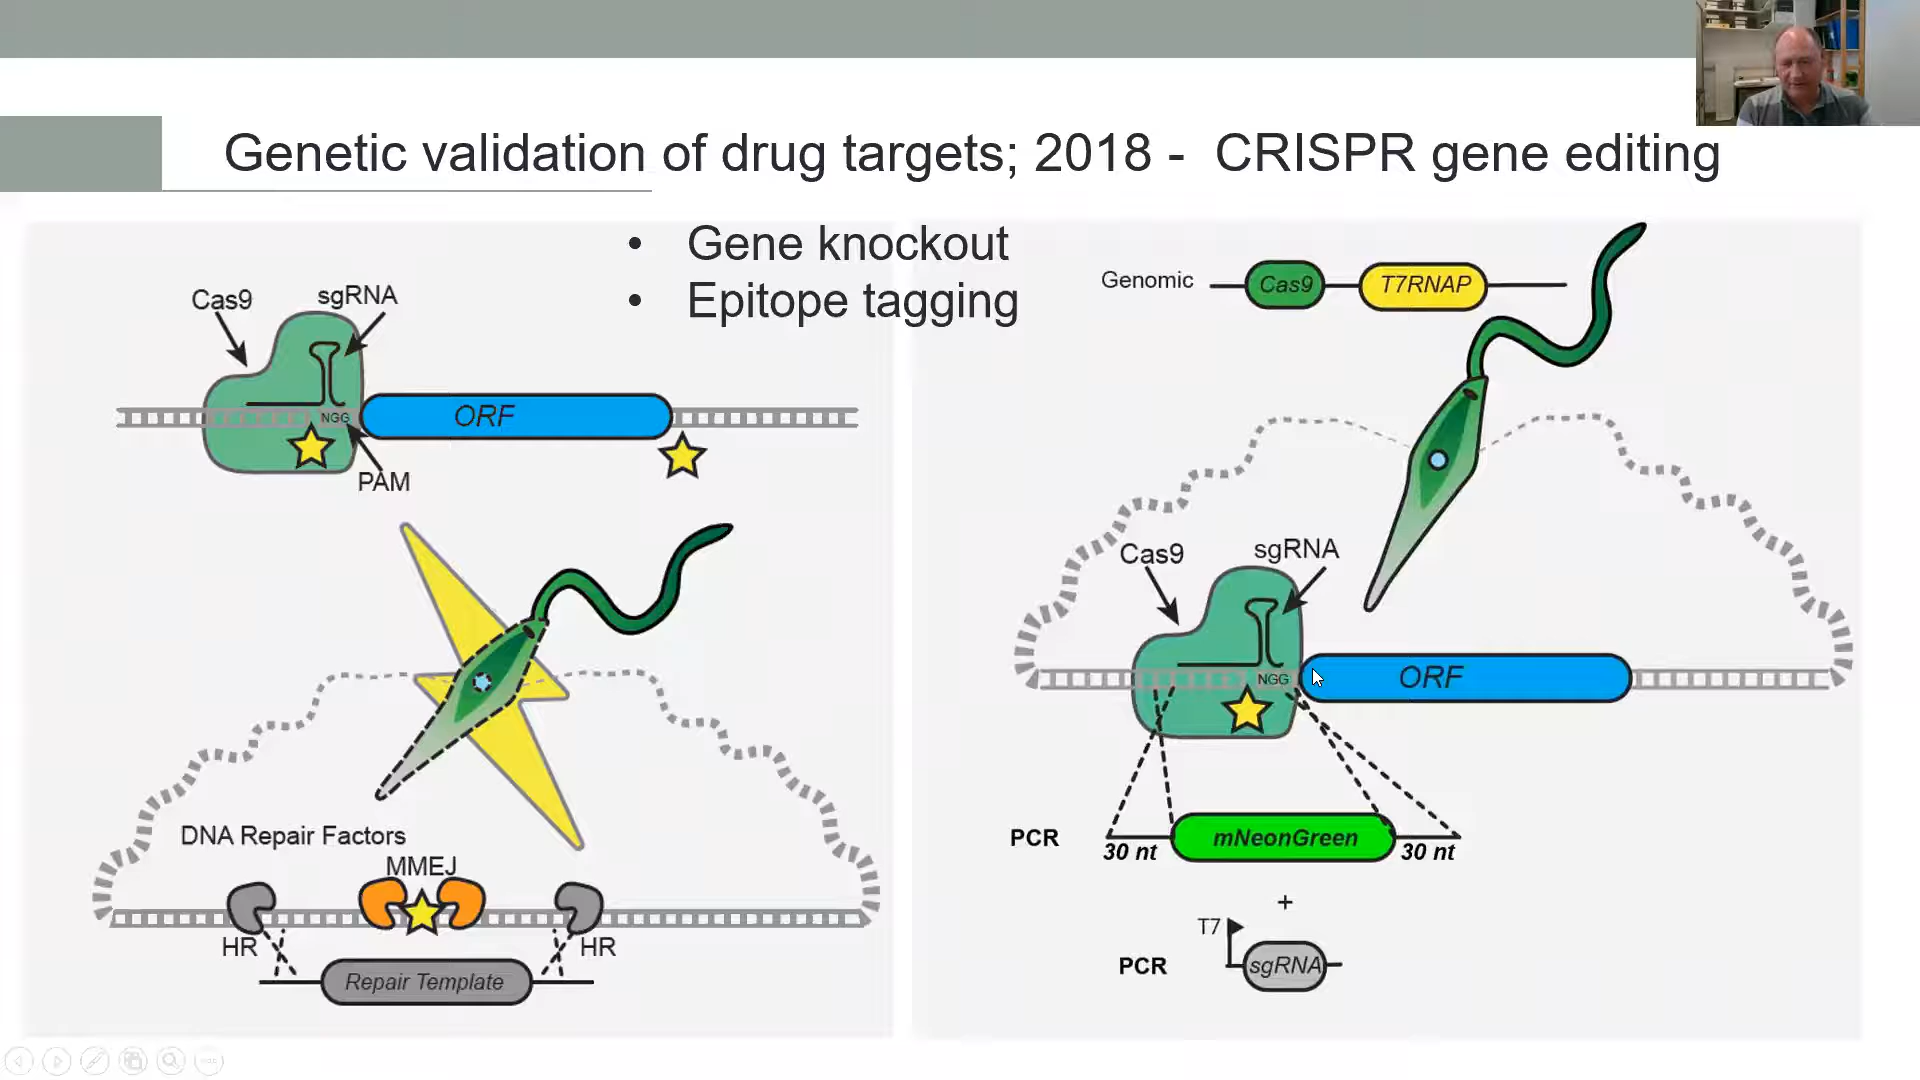 Genetic validation of drug targets; 2018 - CRISPR gene editing
• Gene knockout
• Epitope tagging
Cas9
sgRNA
NGG
ORF
PAM
DNA Repair Factors
MMEJ
HR
HR
Repair Template
Genomic
Cas9
T7RNAP
Cas9
sgRNA
NGG
ORF
PCR
30 nt
mNeonGreen
30 nt
+
T7
PCR
sgRNA